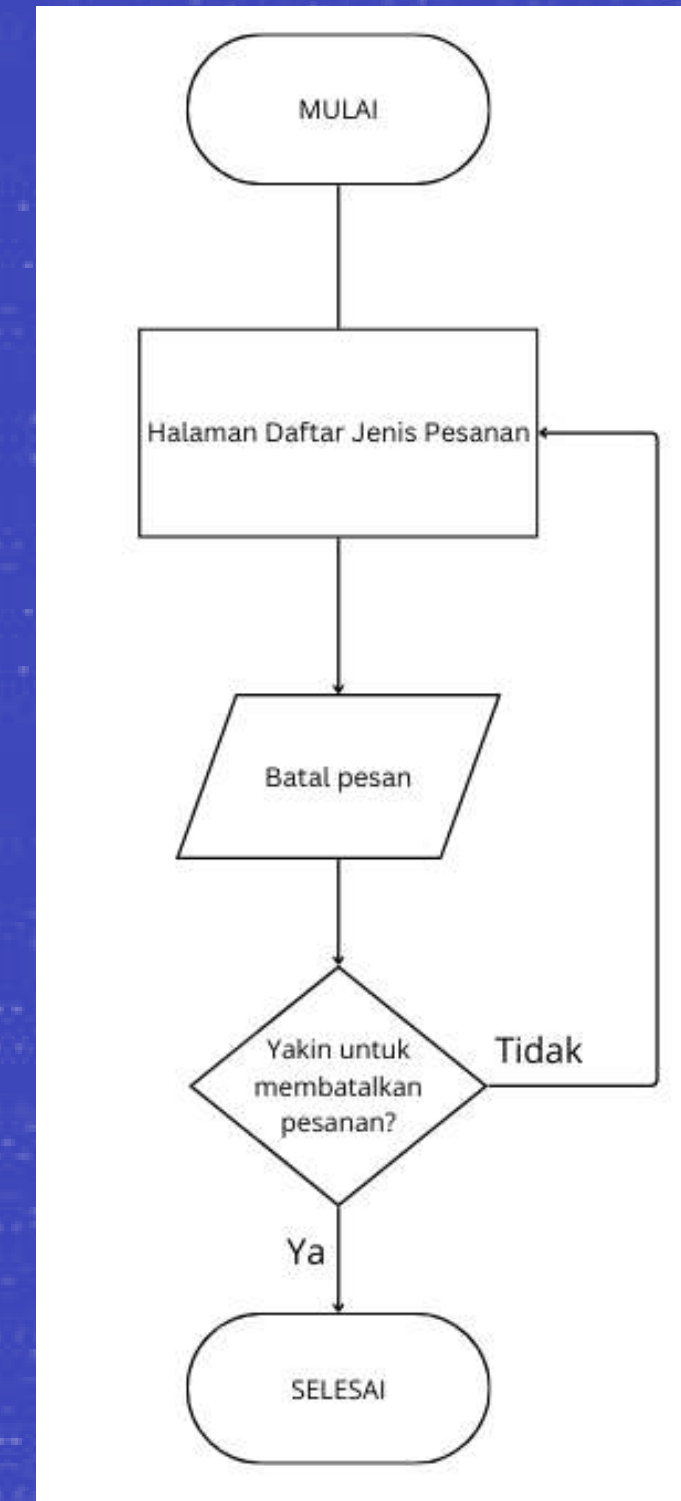 MULAI
Halaman Daftar Jenis Pesanan
Batal pesan
Yakin untuk
membatalkan
pesanan?
Tidak
Ya
SELESAI